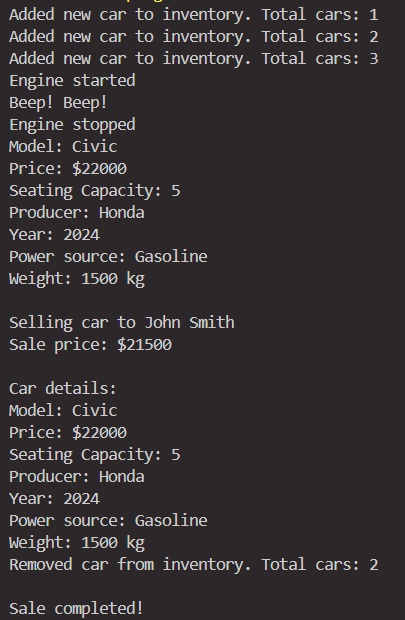 Added new car to inventory. Total cars: 1
Added new car to inventory. Total cars: 2
Added new car to inventory. Total cars: 3
Engine started
Beep! Beep!
Engine stopped
Model: Civic
Price: $22000
Seating Capacity: 5
Producer: Honda
Year: 2024
Power source: Gasoline
Weight: 1500 kg
Selling car to John Smith
Sale price: $21500
Car details:
Model: Civic
Price: $22000
Seating Capacity: 5
Producer: Honda
Year: 2024
Power source: Gasoline
Weight: 1500 kg
Removed car from inventory. Total cars: 2
Sale completed!